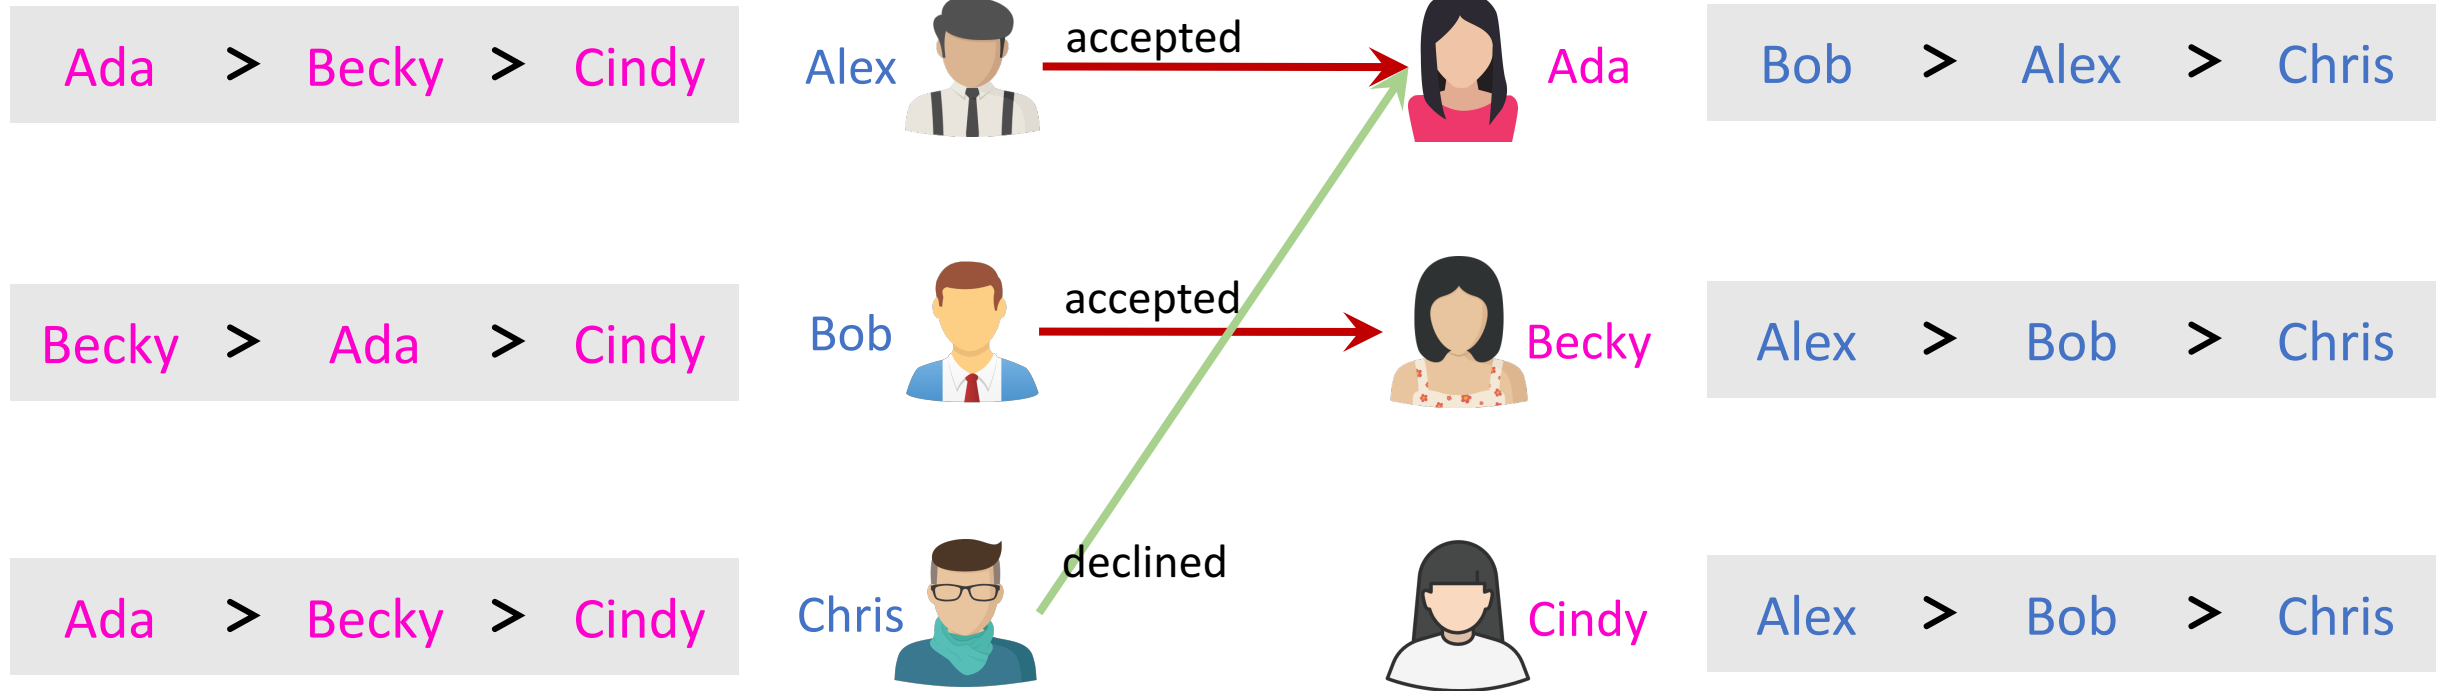 Ada > Becky > Cindy Alex accepted Ada Bob > Alex > Chris
Becky > Ada > Cindy Bob accepted Becky Alex > Bob > Chris
Ada > Becky > Cindy Chris declined Cindy Alex > Bob > Chris